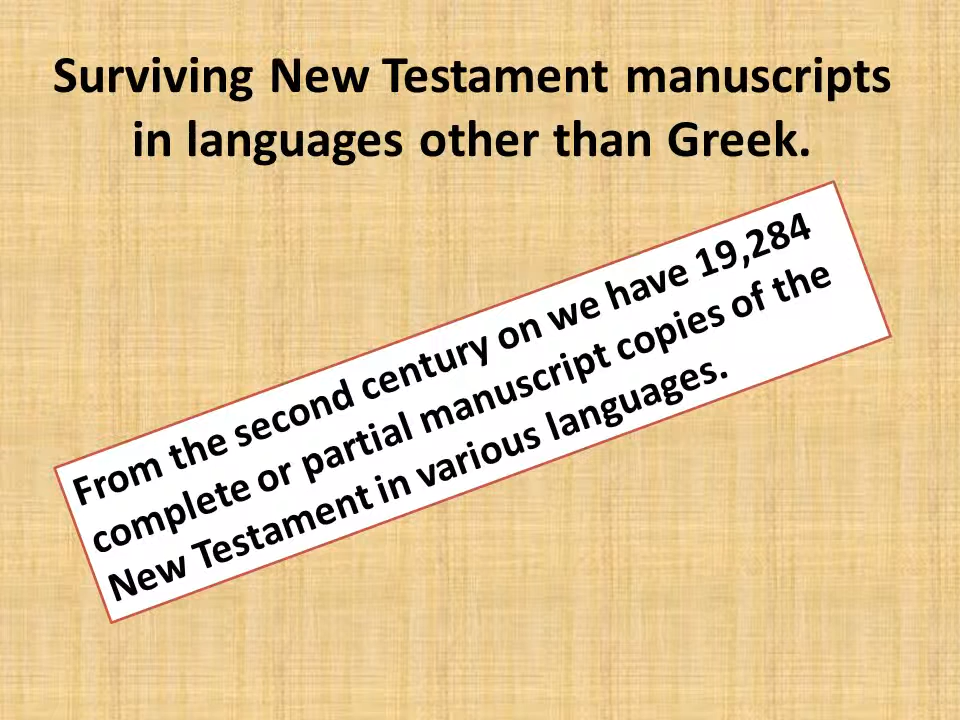 Surviving New Testament manuscripts
in languages other than Greek.
From the second century on we have 19,284
complete or partial manuscript copies of the
New Testament in various languages.